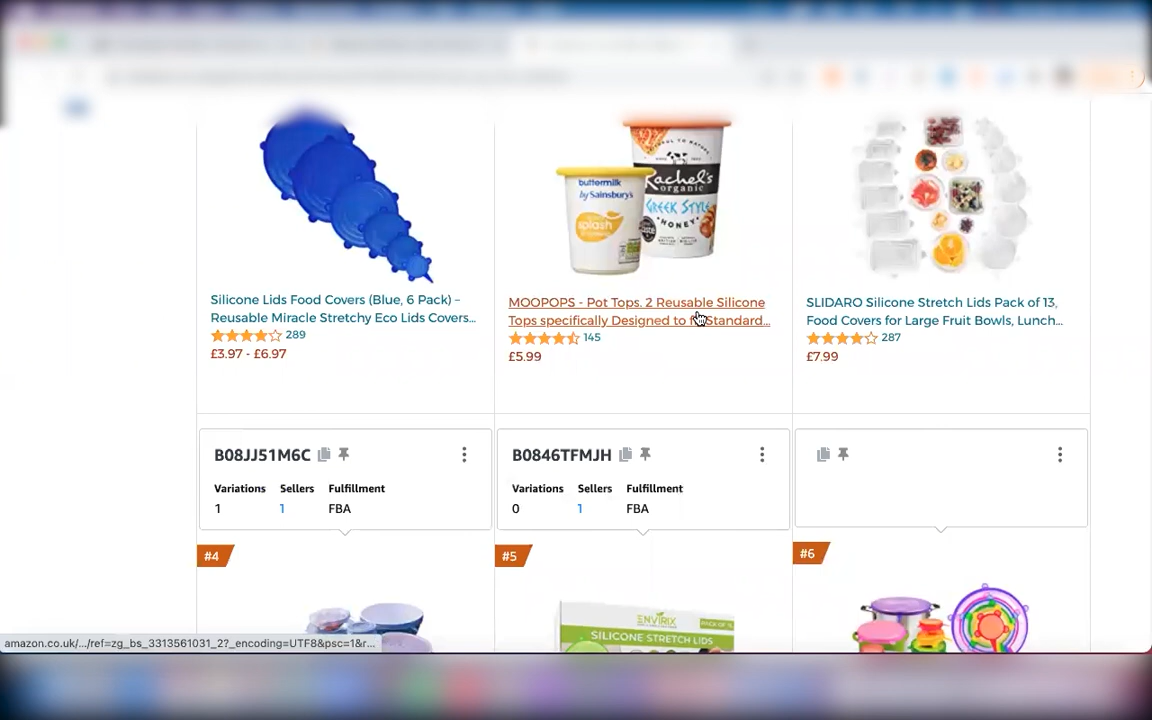 buttermilk
by Sainsbury's
splash
Rachel's
organic
GREEK STYLE
HONEY
Silicone Lids Food Covers (Blue, 6 Pack) –
Reusable Miracle Stretchy Eco Lids Covers...
289
£3.97 - £6.97
MOOPOPS - Pot Tops. 2 Reusable Silicone
Tops specifically Designed to Standard...
145
£5.99
SLIDARO Silicone Stretch Lids Pack of 13,
Food Covers for Large Fruit Bowls, Lunch...
287
£7.99
B08JJ51M6C
Variations Sellers Fulfillment
1 1 FBA
B0846TFMJH
Variations Sellers Fulfillment
0 1 FBA
#4
#5
#6
ENVIRIX
SILICONE STRETCH LIDS
amazon.co.uk/.../ref=zg_bs_3313561031_2?_encoding=UTF8&psc=1&r...